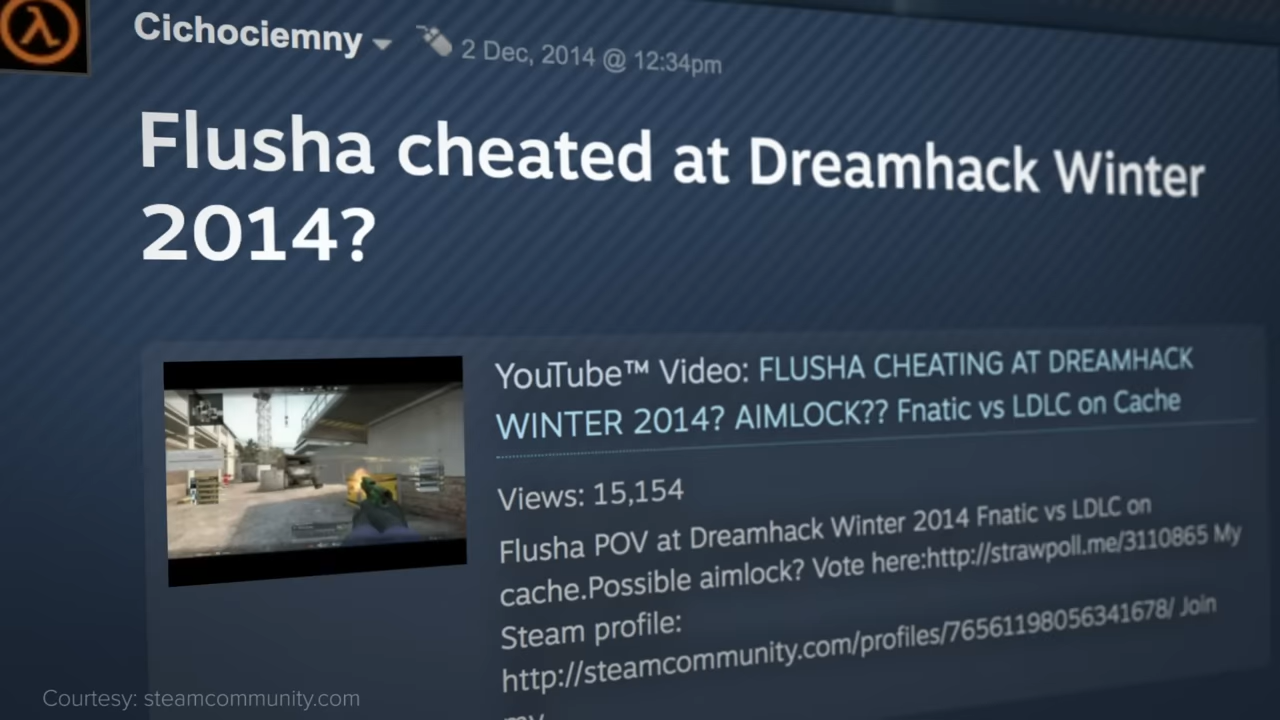 Cichociemny
2 Dec, 2014 @ 12:34pm
Flusha cheated at Dreamhack Winter
2014?
YouTube™ Video: FLUSHA CHEATING AT DREAMHACK
WINTER 2014? AIMLOCK?? Fnatic vs LDLC on Cache
Views: 15,154
Flusha POV at Dreamhack Winter 2014 Fnatic vs LDLC on
cache.Possible aimlock? Vote here:http://strawpoll.me/3110865 My
Steam profile:
http://steamcommunity.com/profiles/76561198056341678/ Join
my
Courtesy: steamcommunity.com